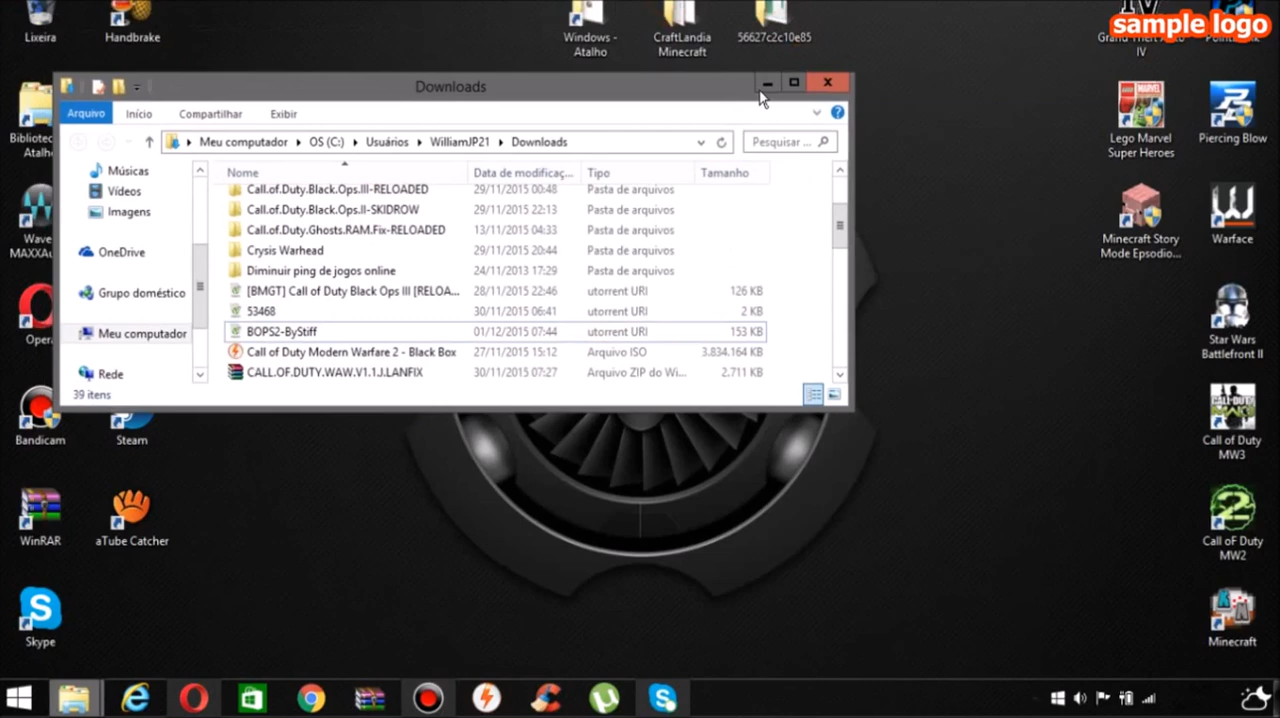 Lixeira
Handbrake
Windows -
Atalho
CraftLandia
Minecraft
56627c2c10e85
IV
sample logo
Downloads
Arquivo
Início
Compartilhar
Exibir
Meu computador
OS (C:)
Usuários
WilliamJP21
Downloads
Pesquisar ...
Músicas
Vídeos
Imagens
OneDrive
Grupo doméstico
Meu computador
Rede
Nome Data de modificaç... Tipo Tamanho
Call.of.Duty.Black.Ops.III-RELOADED 29/11/2015 00:48 Pasta de arquivos
Call.of.Duty.Black.Ops.II-SKIDROW 29/11/2015 22:13 Pasta de arquivos
Call.of.Duty.Ghosts.RAM.Fix-RELOADED 13/11/2015 04:33 Pasta de arquivos
Crysis Warhead 29/11/2015 20:44 Pasta de arquivos
Diminuir ping de jogos online 24/11/2013 17:29 Pasta de arquivos
[BMGT] Call of Duty Black Ops III [RELOA... 28/11/2015 22:46 utorrent URI 126 KB
53468 30/11/2015 06:41 utorrent URI 2 KB
BOPS2-ByStiff 01/12/2015 07:44 utorrent URI 153 KB
Call of Duty Modern Warfare 2 - Black Box 27/11/2015 15:12 Arquivo ISO 3.834.164 KB
CALL.OF.DUTY.WAW.V1.1.J.LANFIX 30/11/2015 07:27 Arquivo ZIP do Wi... 2.711 KB
39 itens
Bibliotec
Atalh
Wave
MAXXAu
Opera
Bandicam
Steam
WinRAR
aTube Catcher
Skype
Lego Marvel
Super Heroes
Piercing Blow
Minecraft Story
Mode Epsodio...
Warface
Star Wars
Battlefront II
Call of Duty
MW3
Call oF Duty
MW2
Minecraft